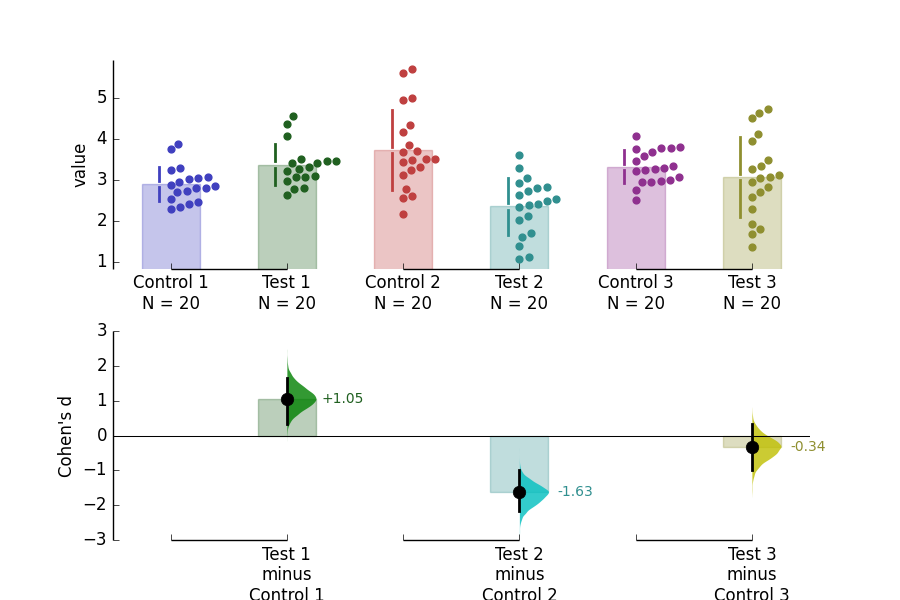 value
5
4
3
2
1
Control 1 Test 1 Control 2 Test 2 Control 3 Test 3
N = 20 N = 20 N = 20 N = 20 N = 20 N = 20
Cohen's d
3
2
1
0
−1
−2
−3
+1.05
-1.63
-0.34
Test 1 Test 2 Test 3
minus minus minus
Control 1 Control 2 Control 3